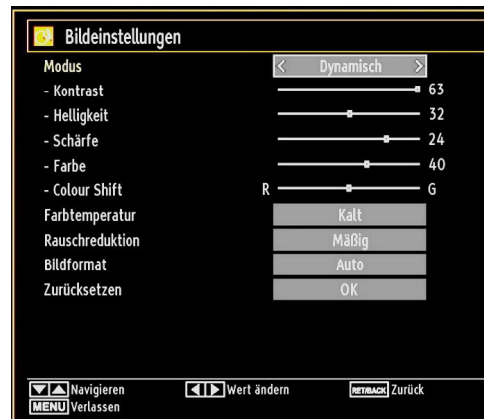 Bildeinstellungen
Modus < Dynamisch >
- Kontrast 63
- Helligkeit 32
- Schärfe 24
- Farbe 40
- Colour Shift R G
Farbtemperatur Kalt
Rauschreduktion Mäßig
Bildformat Auto
Zurücksetzen OK
Navigieren Wert ändern RET/BACK Zurück
MENU Verlassen